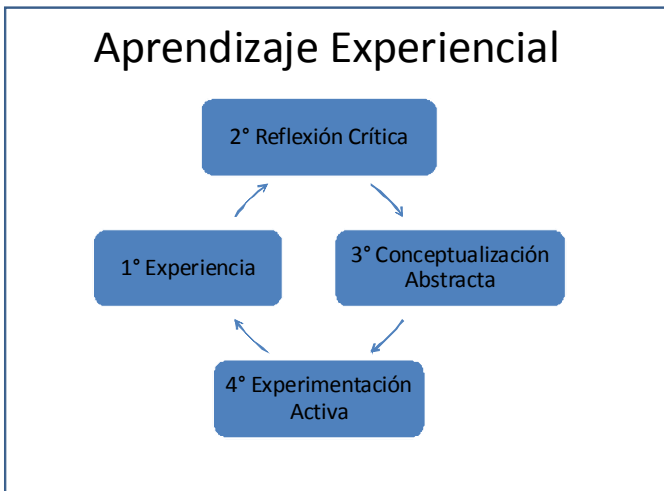 Aprendizaje Experiencial
2° Reflexión Crítica
1° Experiencia
3° Conceptualización
Abstracta
4° Experimentación
Activa